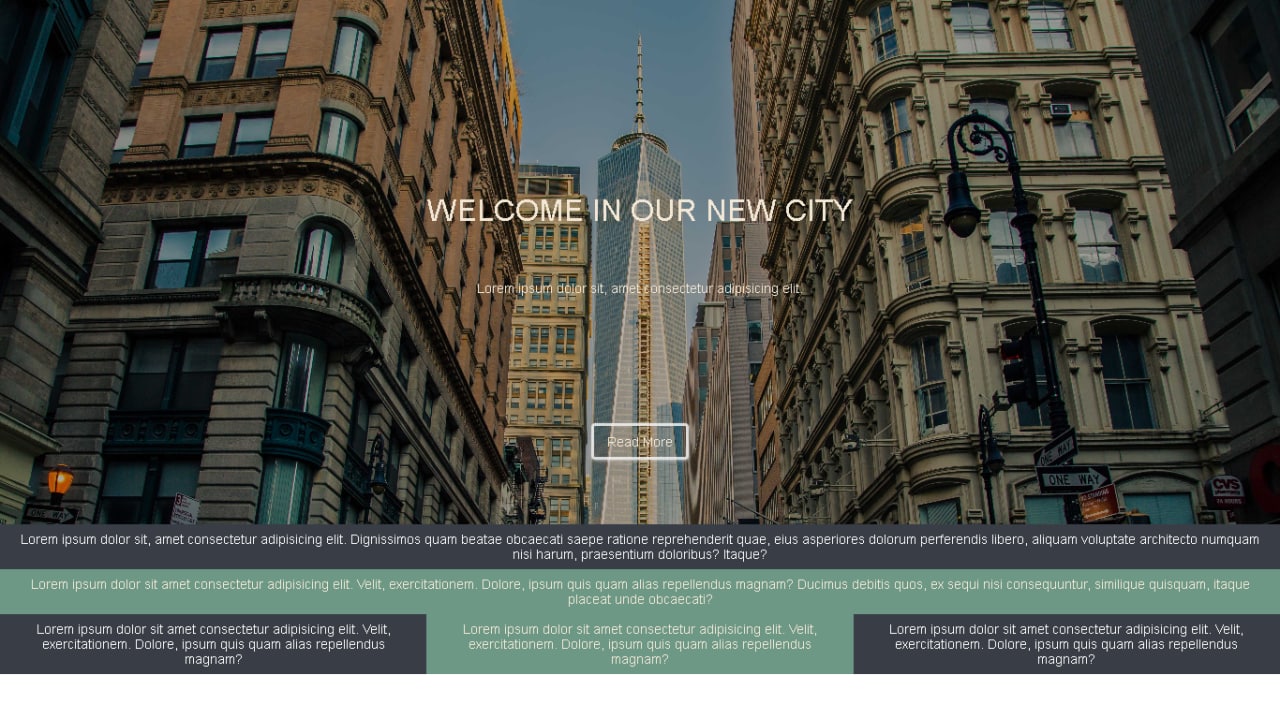 WELCOME IN OUR NEW CITY
Lorem ipsum dolor sit, amet consectetur adipisicing elit.
Read More
ONE WAY
ONE WAY
CVS
24 HOURS
ONE WAY
Lorem ipsum dolor sit, amet consectetur adipisicing elit. Dignissimos quam beatae obcaecati saepe ratione reprehenderit quae, eius asperiores dolorum perferendis libero, aliquam voluptate architecto numquam
nisi harum, praesentium doloribus? Itaque?
Lorem ipsum dolor sit amet consectetur adipisicing elit. Velit, exercitationem. Dolore, ipsum quis quam alias repellendus magnam? Ducimus debitis quos, ex sequi nisi consequuntur, similique quisquam, itaque
placeat unde obcaecati?
Lorem ipsum dolor sit amet consectetur adipisicing elit. Velit,
exercitationem. Dolore, ipsum quis quam alias repellendus
magnam?
Lorem ipsum dolor sit amet consectetur adipisicing elit. Velit,
exercitationem. Dolore, ipsum quis quam alias repellendus
magnam?
Lorem ipsum dolor sit amet consectetur adipisicing elit. Velit,
exercitationem. Dolore, ipsum quis quam alias repellendus
magnam?